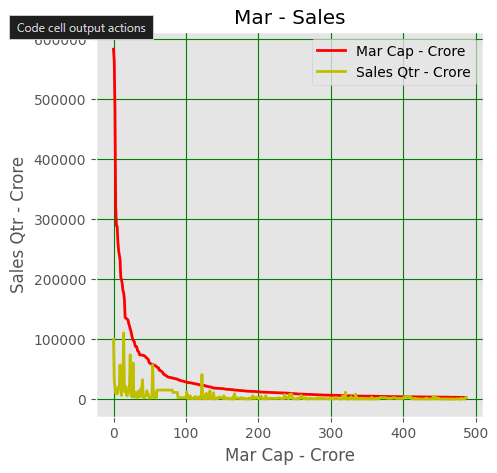 Mar - Sales
Code cell output actions
Mar Cap - Crore
Sales Qtr - Crore
600000
500000
400000
300000
200000
100000
0
Sales Qtr - Crore
0 100 200 300 400 500
Mar Cap - Crore